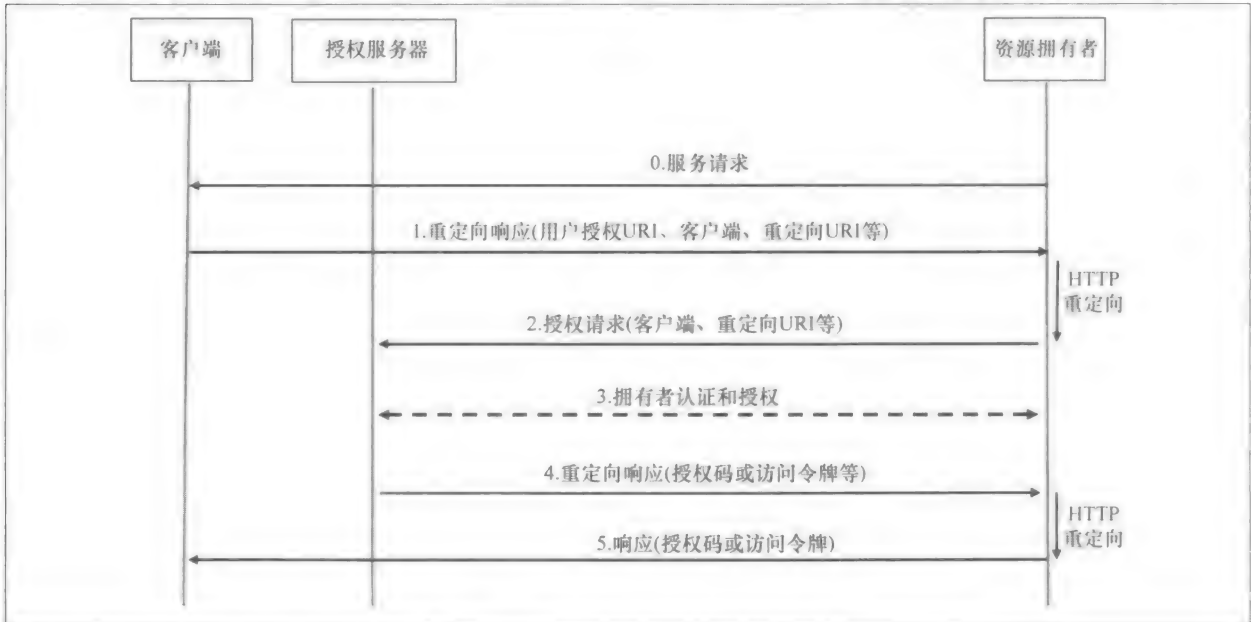 客户端
授权服务器
资源拥有者
0.服务请求
1.重定向响应(用户授权URI、客户端、重定向URI等)
HTTP
重定向
2.授权请求(客户端、重定向URI等)
3.拥有者认证和授权
4.重定向响应(授权码或访问令牌等)
HTTP
重定向
5.响应(授权码或访问令牌)